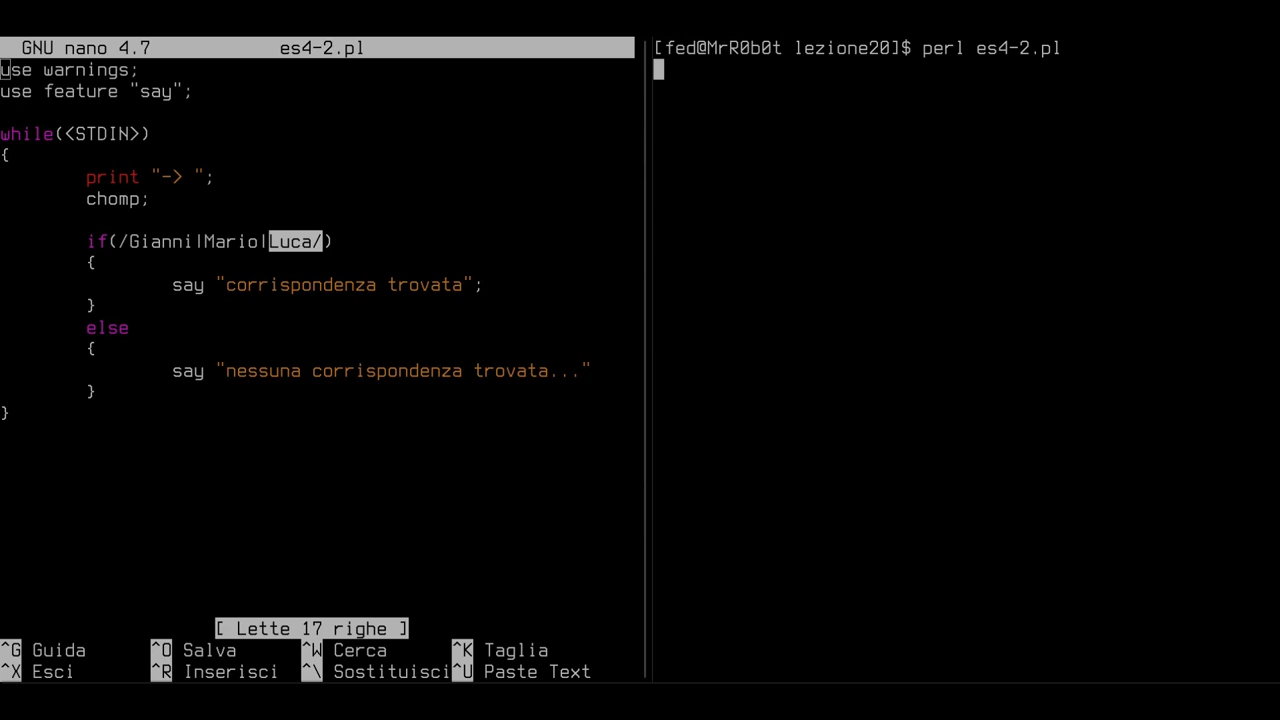 GNU nano 4.7 es4-2.pl
use warnings;
use feature "say";
while(<STDIN>)
{
print "-> ";
chomp;
if(/Gianni|Mario|Luca/)
{
say "corrispondenza trovata";
}
else
{
say "nessuna corrispondenza trovata..."
}
}
[ Lette 17 righe ]
^G Guida ^O Salva ^W Cerca ^K Taglia
^X Esci ^R Inserisci ^\ Sostituisci ^U Paste Text
[fed@MrR0b0t lezione20]$ perl es4-2.pl